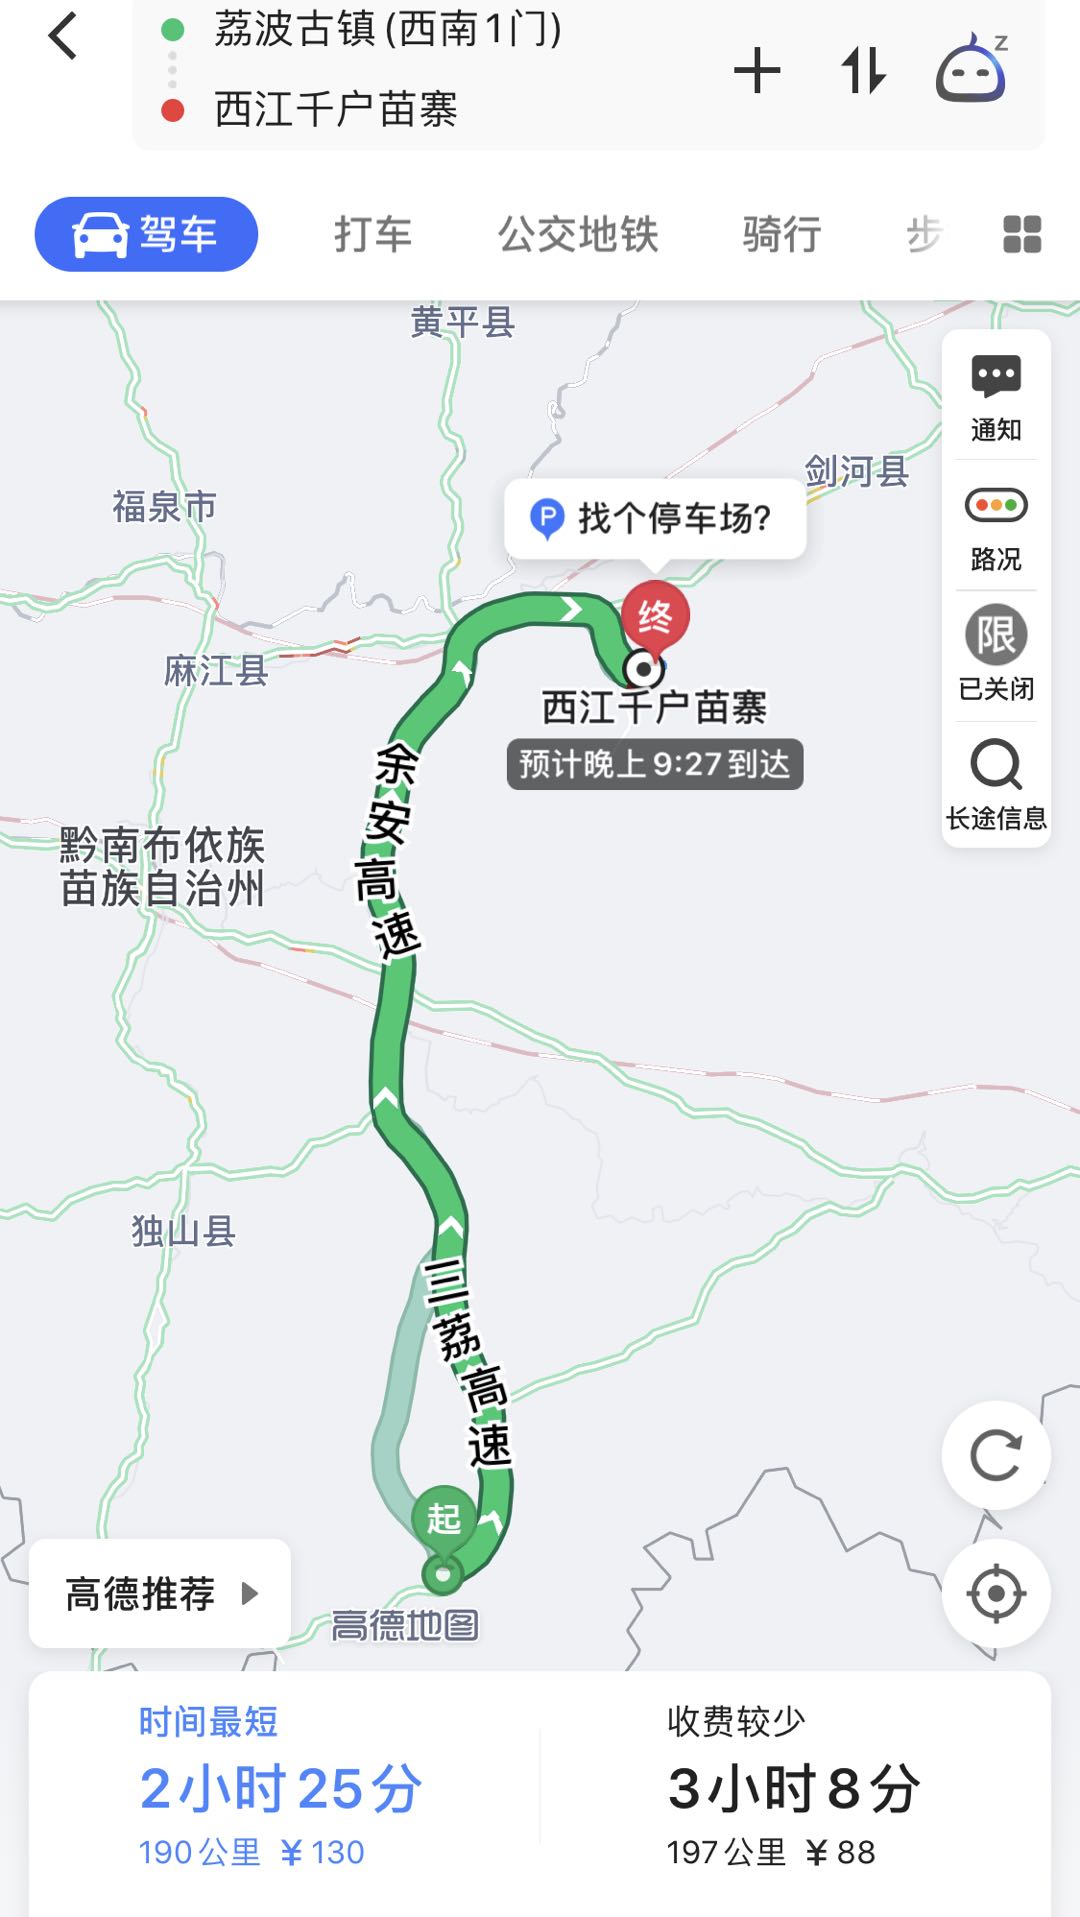 荔波古镇(西南1门)
西江千户苗寨
z
驾车
打车
公交地铁
骑行
步
黄平县
通知
剑河县
福泉市
P 找个停车场?
路况
终
限
麻江县
已关闭
西江千户苗寨
余安高速
预计晚上9:27到达
长途信息
黔南布依族
苗族自治州
独山县
三荔高速
起
高德推荐
高德地图
时间最短
2小时25分
190公里 ¥130
收费较少
3小时8分
197公里 ¥88